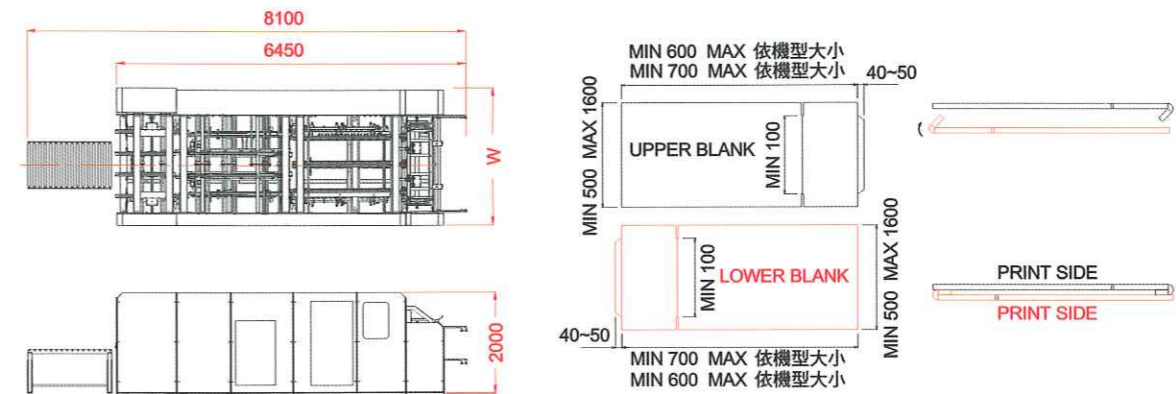 8100
6450
W
2000
MIN 600 MAX 依機型大小
MIN 700 MAX 依機型大小
40~50
MIN 500 MAX 1600
UPPER BLANK
MIN 100
MIN 100
LOWER BLANK
MIN 500 MAX 1600
40~50
MIN 700 MAX 依機型大小
MIN 600 MAX 依機型大小
PRINT SIDE
PRINT SIDE